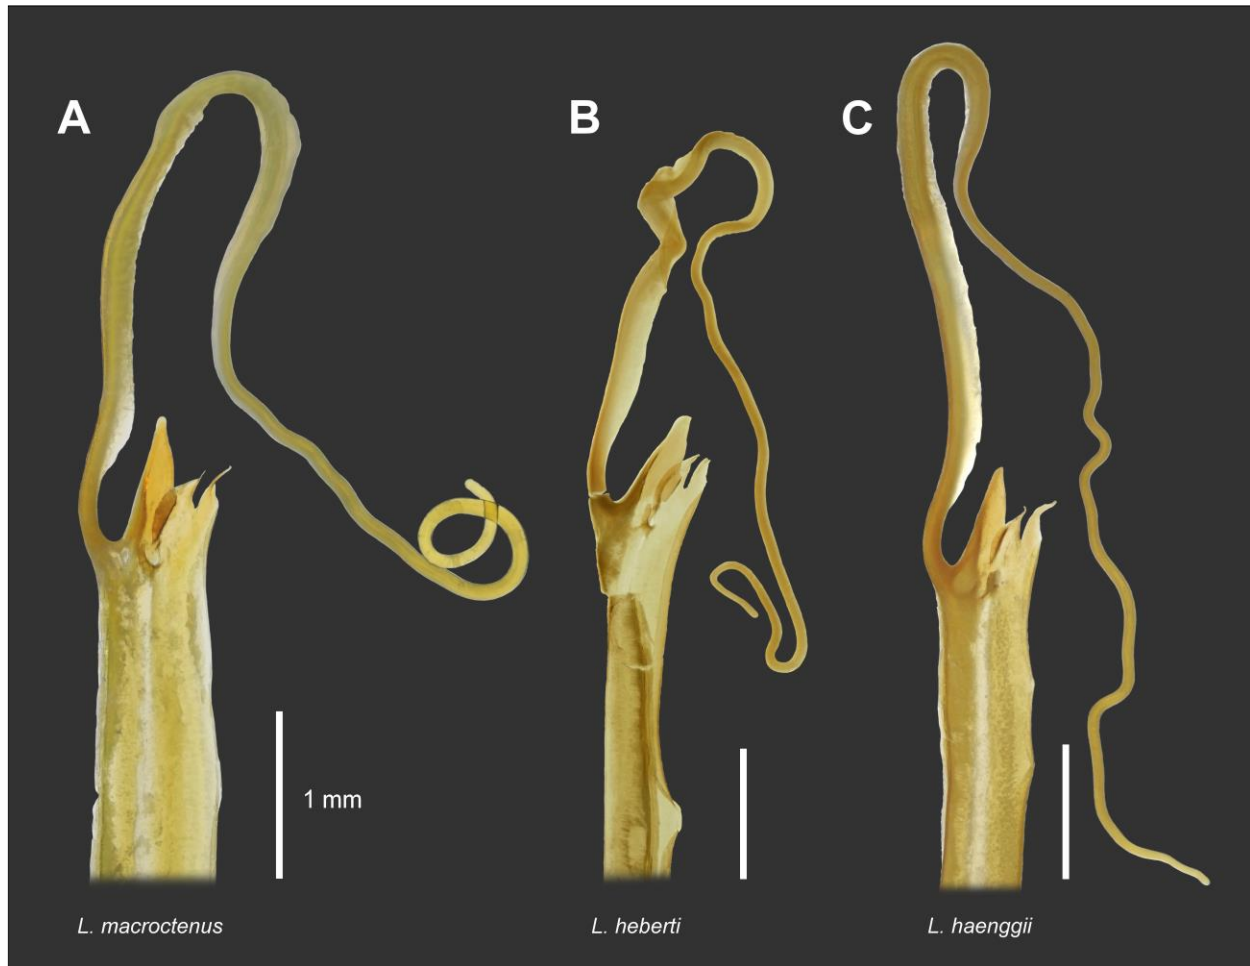 A
B
C
1 mm
L. macroctenus
L. heberti
L. haenggii